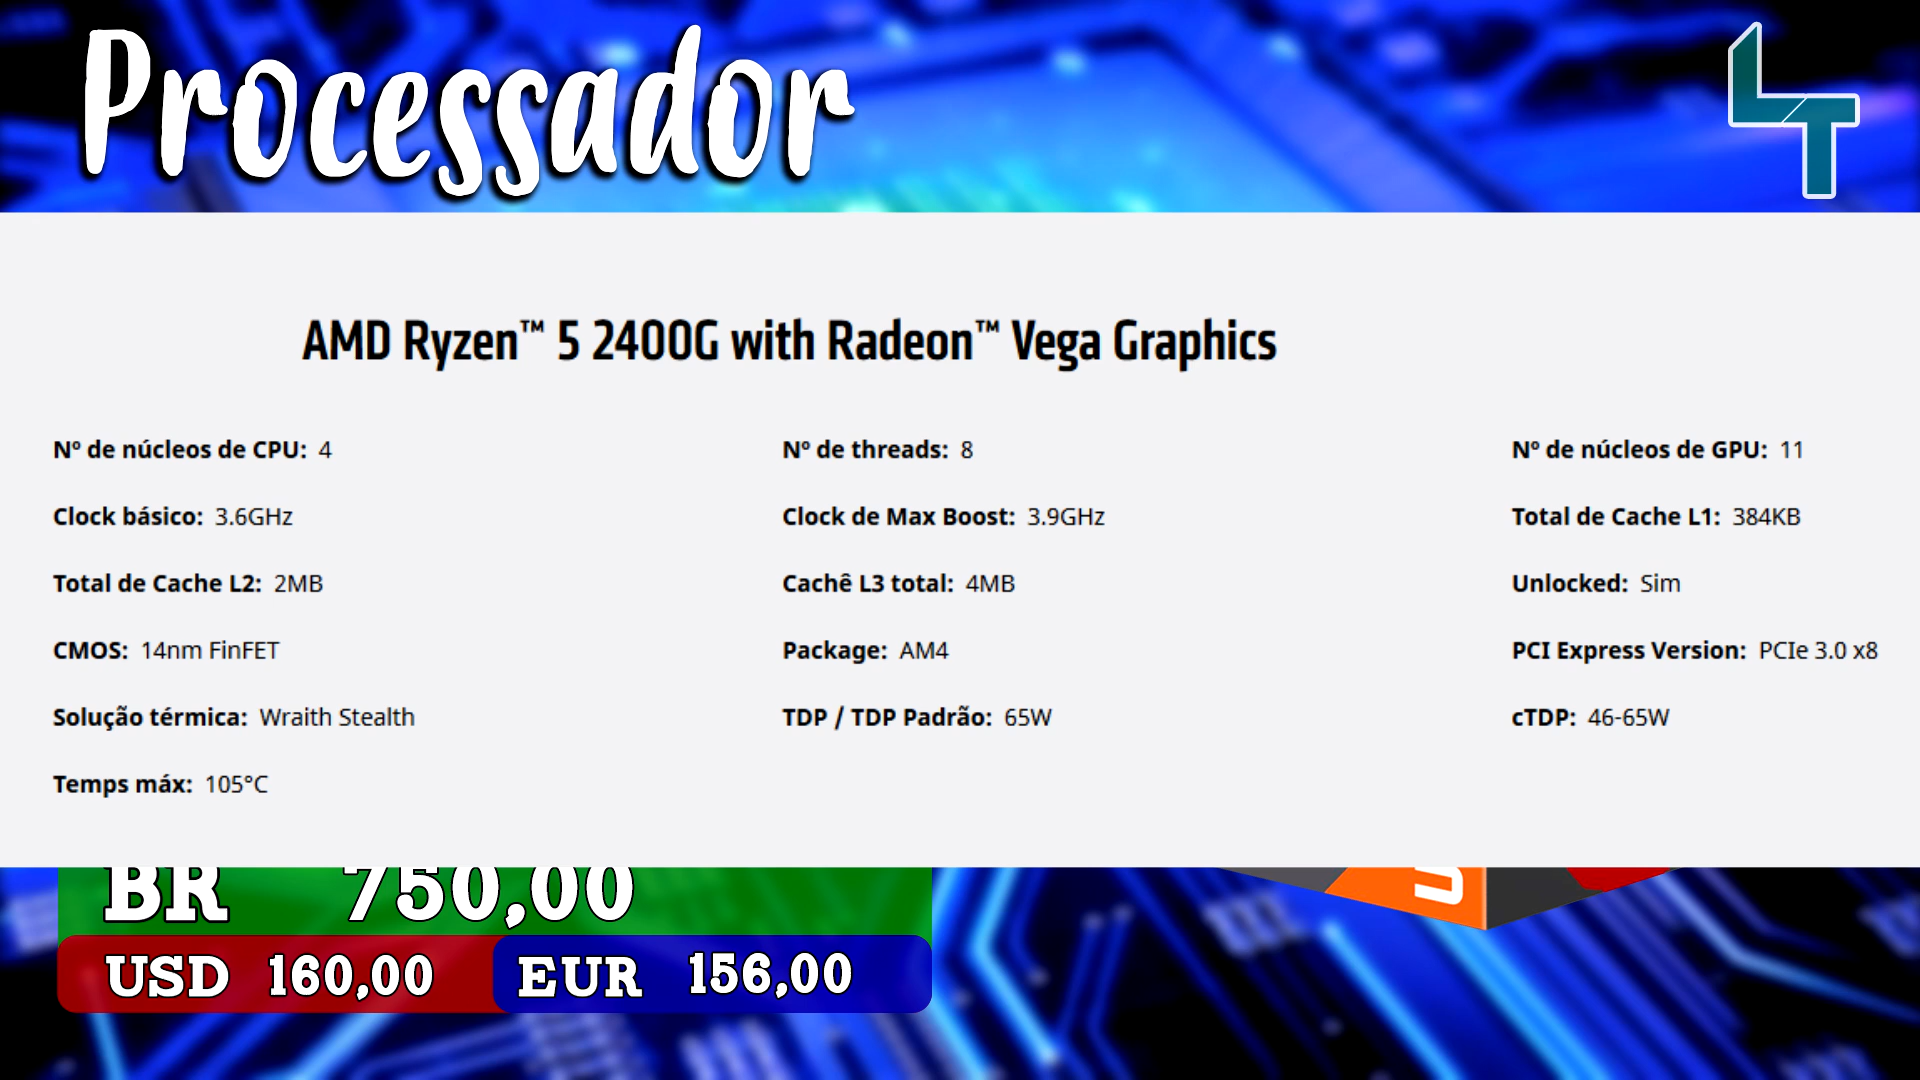 Processador
LT
AMD Ryzen™ 5 2400G with Radeon™ Vega Graphics
Nº de núcleos de CPU: 4
Nº de threads: 8
Nº de núcleos de GPU: 11
Clock básico: 3.6GHz
Clock de Max Boost: 3.9GHz
Total de Cache L1: 384KB
Total de Cache L2: 2MB
Cachê L3 total: 4MB
Unlocked: Sim
CMOS: 14nm FinFET
Package: AM4
PCI Express Version: PCIe 3.0 x8
Solução térmica: Wraith Stealth
TDP / TDP Padrão: 65W
cTDP: 46-65W
Temps máx: 105°C
BR 750,00
USD 160,00
EUR 156,00